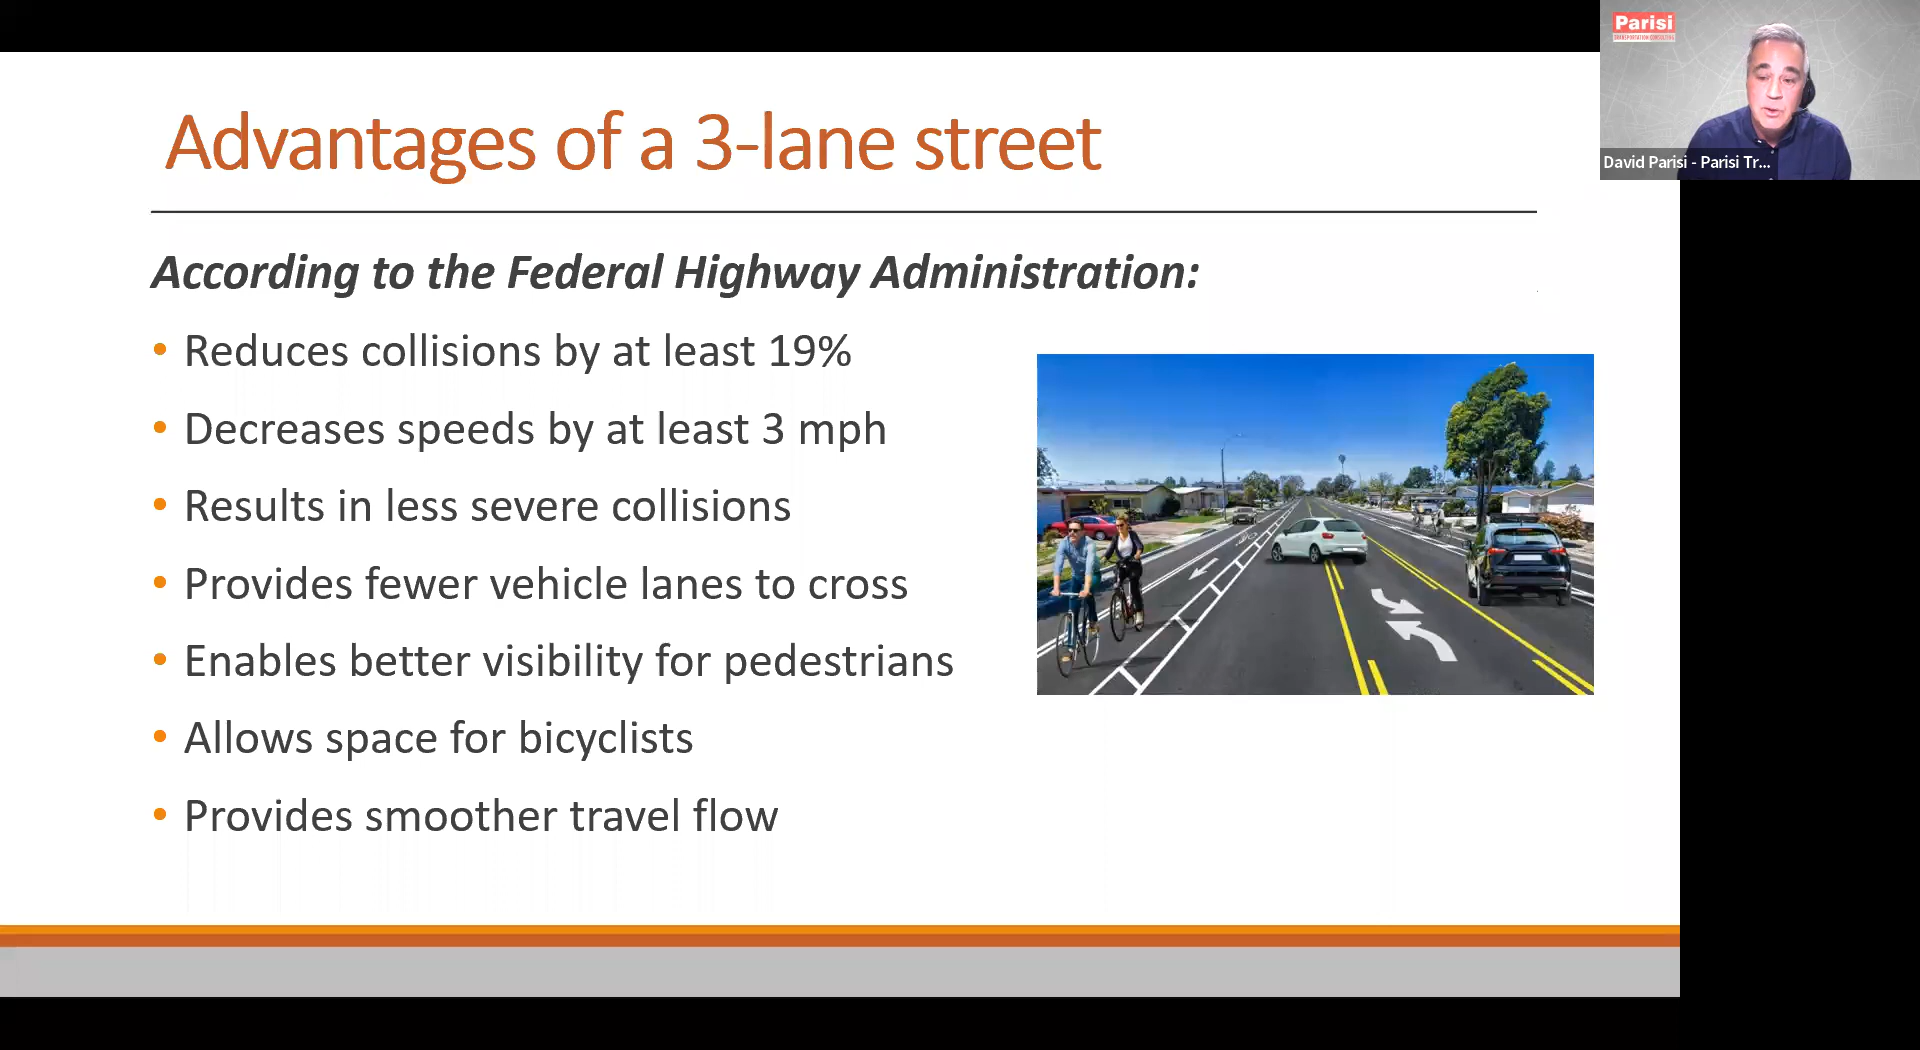 Advantages of a 3-lane street
According to the Federal Highway Administration:
• Reduces collisions by at least 19%
• Decreases speeds by at least 3 mph
• Results in less severe collisions
• Provides fewer vehicle lanes to cross
• Enables better visibility for pedestrians
• Allows space for bicyclists
• Provides smoother travel flow
Parisi
TRANSPORTATION CONSULTING
David Parisi - Parisi Tr...